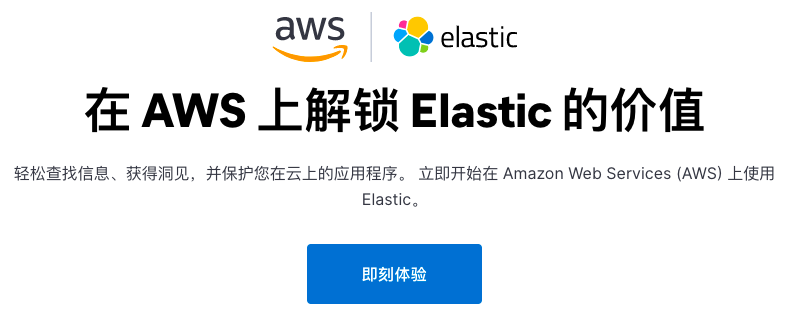 aws elastic
在 AWS 上解锁 Elastic 的价值
轻松查找信息、获得洞见，并保护您在云上的应用程序。 立即开始在 Amazon Web Services (AWS) 上使用
Elastic。
即刻体验